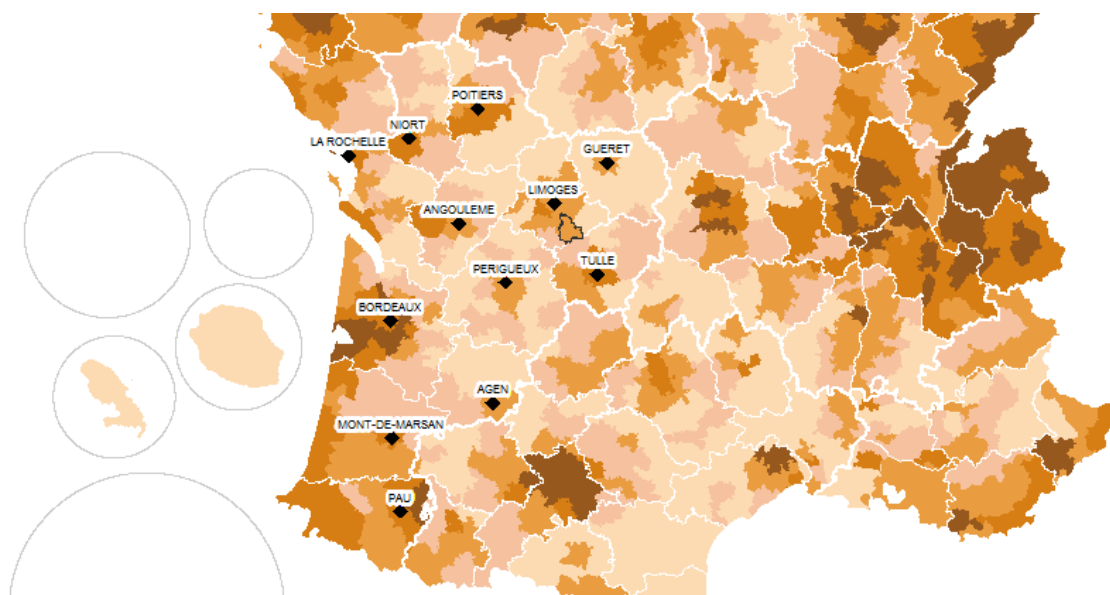 POITIERS
NIORT
LA ROCHELLE
GUERET
LIMOGES
ANGOULEME
TULLE
PERIGUEUX
BORDEAUX
AGEN
MONT-DE-MARSAN
PAU